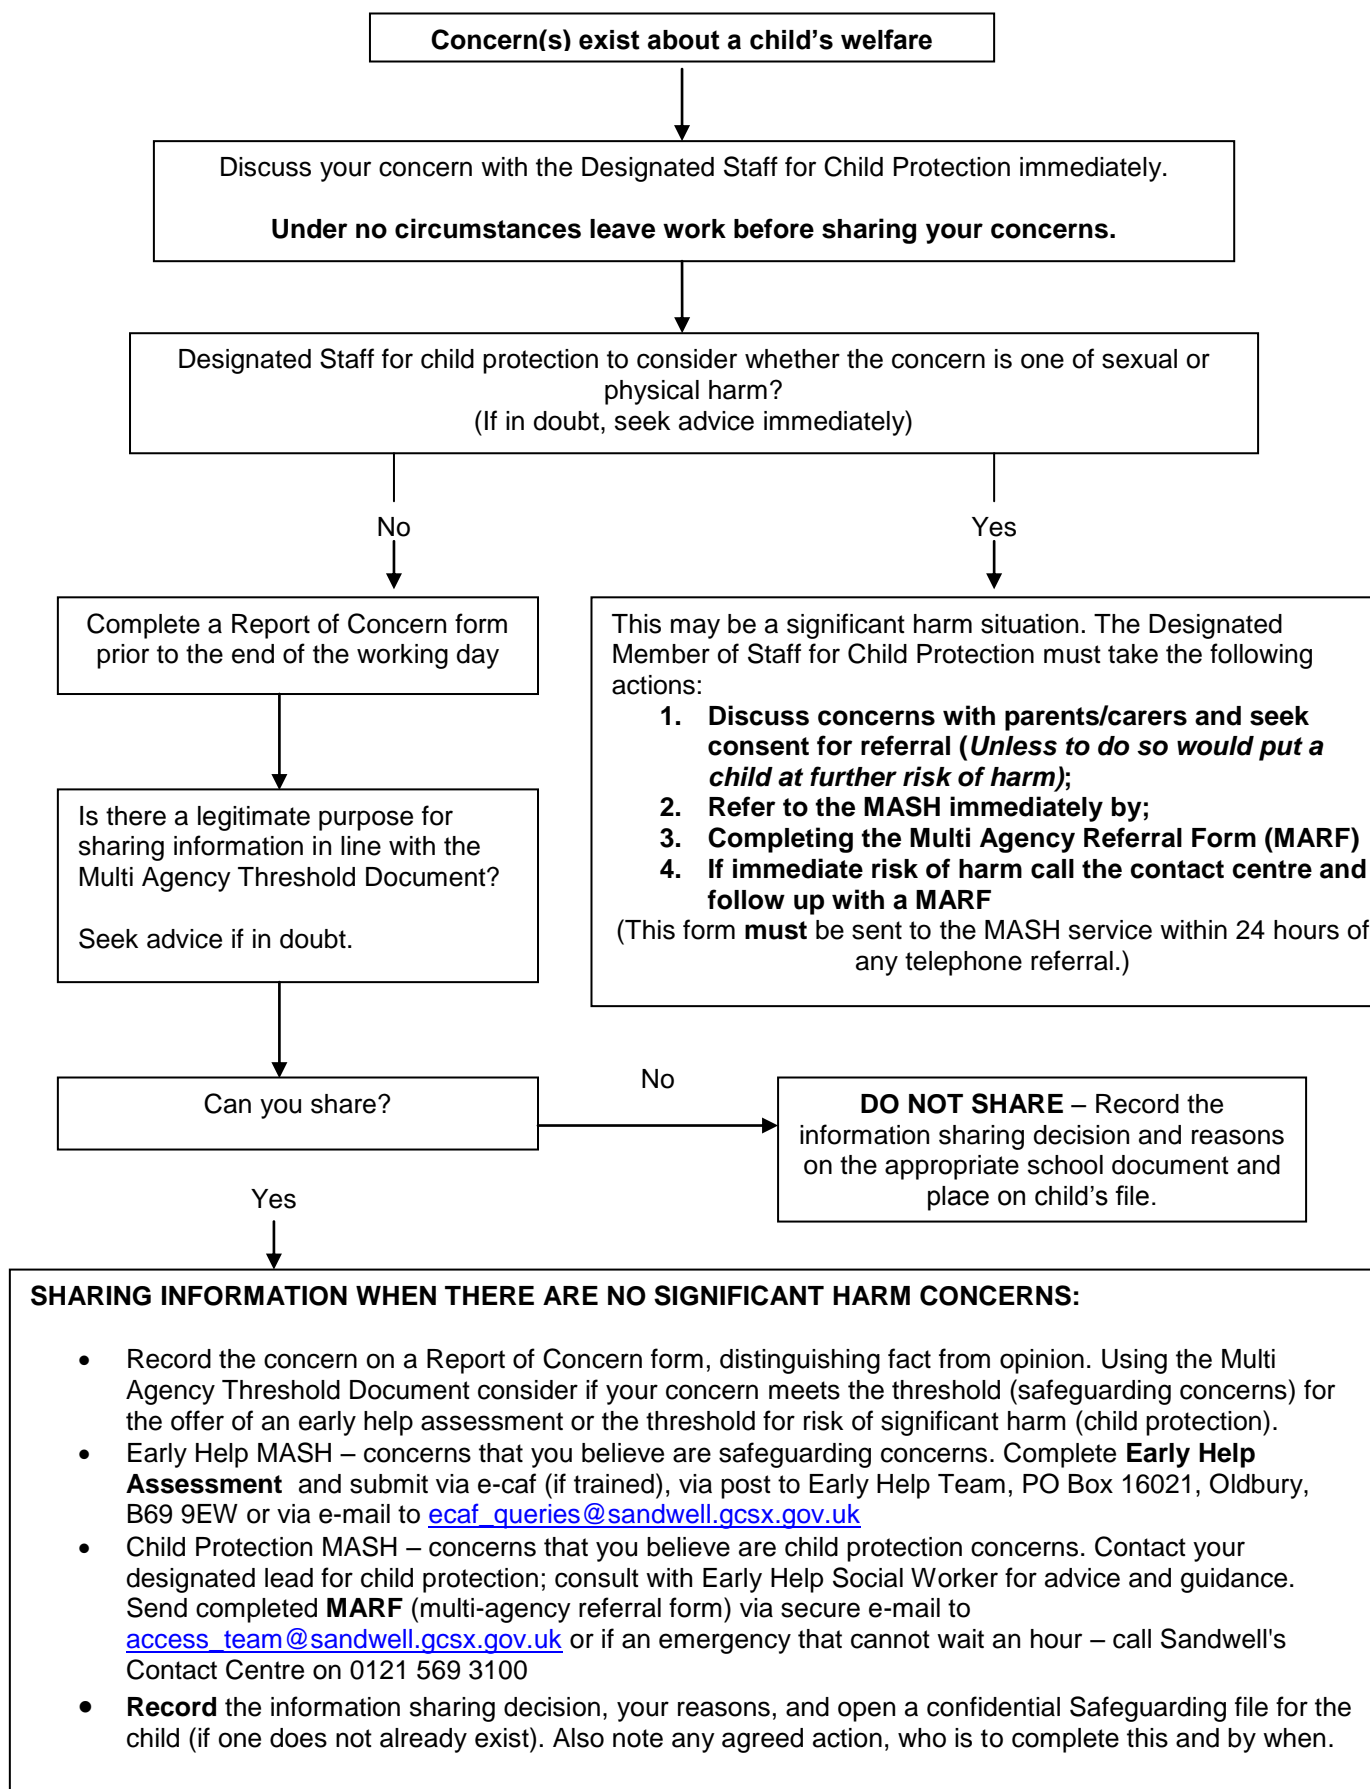 Concern(s) exist about a child's welfare
Discuss your concern with the Designated Staff for Child Protection immediately.
Under no circumstances leave work before sharing your concerns.
Designated Staff for child protection to consider whether the concern is one of sexual or
physical harm?
(If in doubt, seek advice immediately)
No
Yes
Complete a Report of Concern form
prior to the end of the working day
This may be a significant harm situation. The Designated
Member of Staff for Child Protection must take the following
actions:
1. Discuss concerns with parents/carers and seek
consent for referral (Unless to do so would put a
child at further risk of harm);
2. Refer to the MASH immediately by;
3. Completing the Multi Agency Referral Form (MARF)
4. If immediate risk of harm call the contact centre and
follow up with a MARF
(This form must be sent to the MASH service within 24 hours of
any telephone referral.)
Is there a legitimate purpose for
sharing information in line with the
Multi Agency Threshold Document?
Seek advice if in doubt.
Can you share?
No
DO NOT SHARE – Record the
information sharing decision and reasons
on the appropriate school document and
place on child's file.
Yes
SHARING INFORMATION WHEN THERE ARE NO SIGNIFICANT HARM CONCERNS:
• Record the concern on a Report of Concern form, distinguishing fact from opinion. Using the Multi
Agency Threshold Document consider if your concern meets the threshold (safeguarding concerns) for
the offer of an early help assessment or the threshold for risk of significant harm (child protection).
• Early Help MASH – concerns that you believe are safeguarding concerns. Complete Early Help
Assessment and submit via e-caf (if trained), via post to Early Help Team, PO Box 16021, Oldbury,
B69 9EW or via e-mail to ecaf_queries@sandwell.gcsx.gov.uk
• Child Protection MASH – concerns that you believe are child protection concerns. Contact your
designated lead for child protection; consult with Early Help Social Worker for advice and guidance.
Send completed MARF (multi-agency referral form) via secure e-mail to
access_team@sandwell.gcsx.gov.uk or if an emergency that cannot wait an hour – call Sandwell's
Contact Centre on 0121 569 3100
• Record the information sharing decision, your reasons, and open a confidential Safeguarding file for the
child (if one does not already exist). Also note any agreed action, who is to complete this and by when.